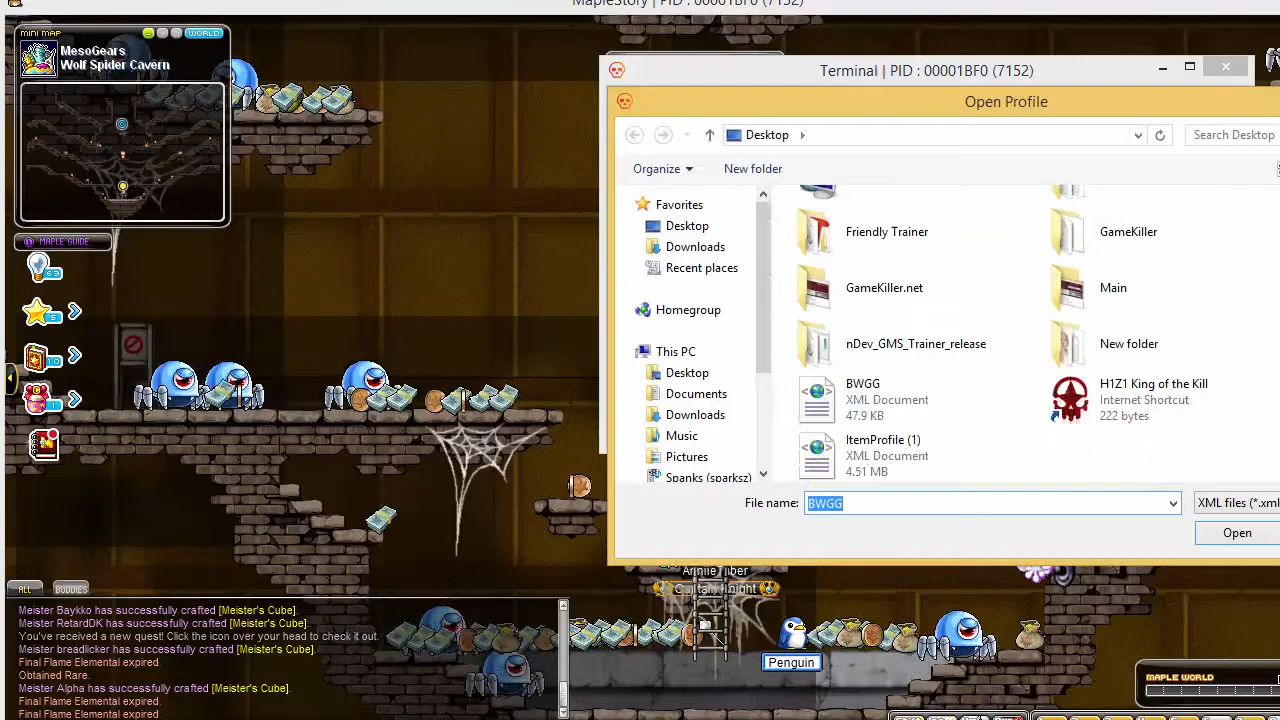 MapleStory | PID : 00001BF0 (7152)
MINI MAP
WORLD
MesoGears
Wolf Spider Cavern
MAPLE GUIDE
63
5
10
1
Terminal | PID : 00001BF0 (7152)
Open Profile
Desktop
Search Desktop
Organize
New folder
Favorites
Desktop
Downloads
Recent places
Homegroup
This PC
Desktop
Documents
Downloads
Music
Pictures
Spanks (sparksz)
Friendly Trainer
GameKiller
GameKiller.net
Main
nDev_GMS_Trainer_release
New folder
BWGG
XML Document
47.9 KB
H1Z1 King of the Kill
Internet Shortcut
222 bytes
ItemProfile (1)
XML Document
4.51 MB
File name:
BWGG
XML files (*.xml
Open
ALL
BUDDIES
Meister Baykko has successfully crafted [Meister's Cube].
Meister RetardDK has successfully crafted [Meister's Cube].
You've received a new quest! Click the icon over your head to check it out.
Meister breadlicker has successfully crafted [Meister's Cube].
Final Flame Elemental expired.
Obtained Rare.
Meister Alpha has successfully crafted [Meister's Cube].
Final Flame Elemental expired.
Final Flame Elemental expired.
Penguin
MAPLE WORLD